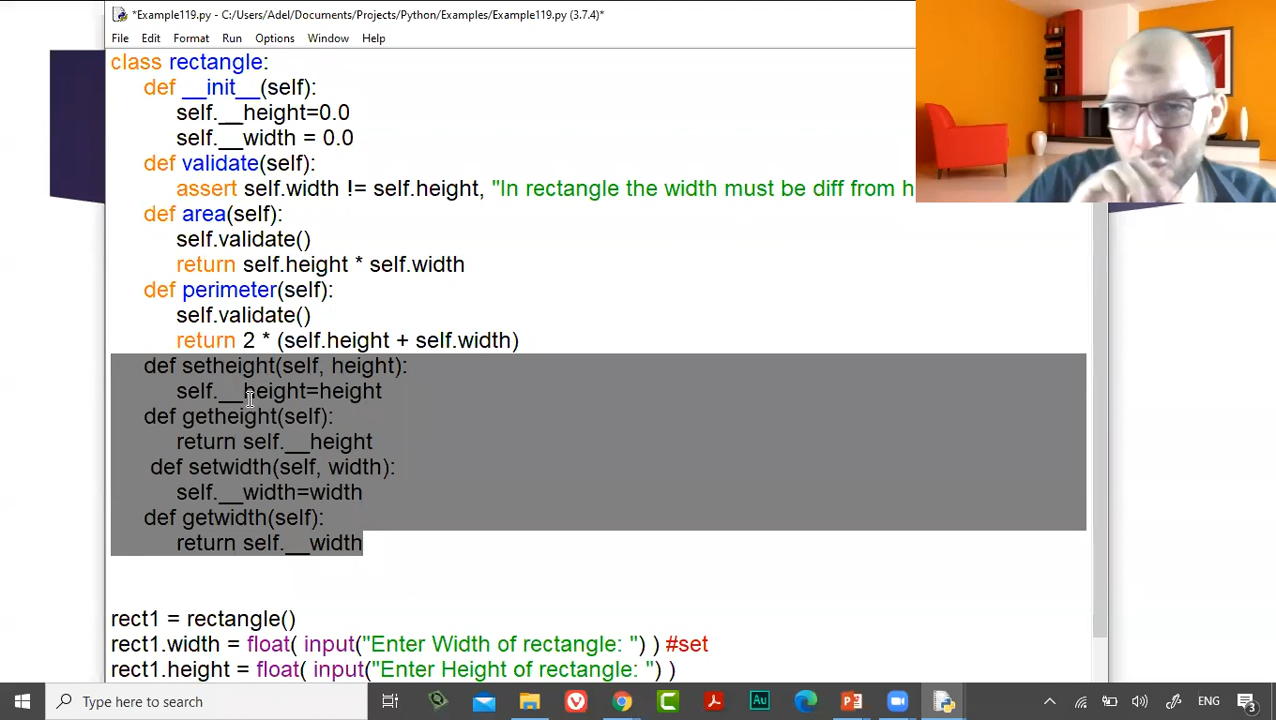 *Example119.py - C:/Users/Adel/Documents/Projects/Python/Examples/Example119.py (3.7.4)*
File Edit Format Run Options Window Help
class rectangle:
def __init__(self):
self.__height=0.0
self.__width = 0.0
def validate(self):
assert self.width != self.height, "In rectangle the width must be diff from h
def area(self):
self.validate()
return self.height * self.width
def perimeter(self):
self.validate()
return 2 * (self.height + self.width)
def setheight(self, height):
self.__height=height
def getheight(self):
return self.__height
def setwidth(self, width):
self.__width=width
def getwidth(self):
return self.__width
rect1 = rectangle()
rect1.width = float( input("Enter Width of rectangle: ") ) #set
rect1.height = float( input("Enter Height of rectangle: ") )
Type here to search
Au
ENG
3